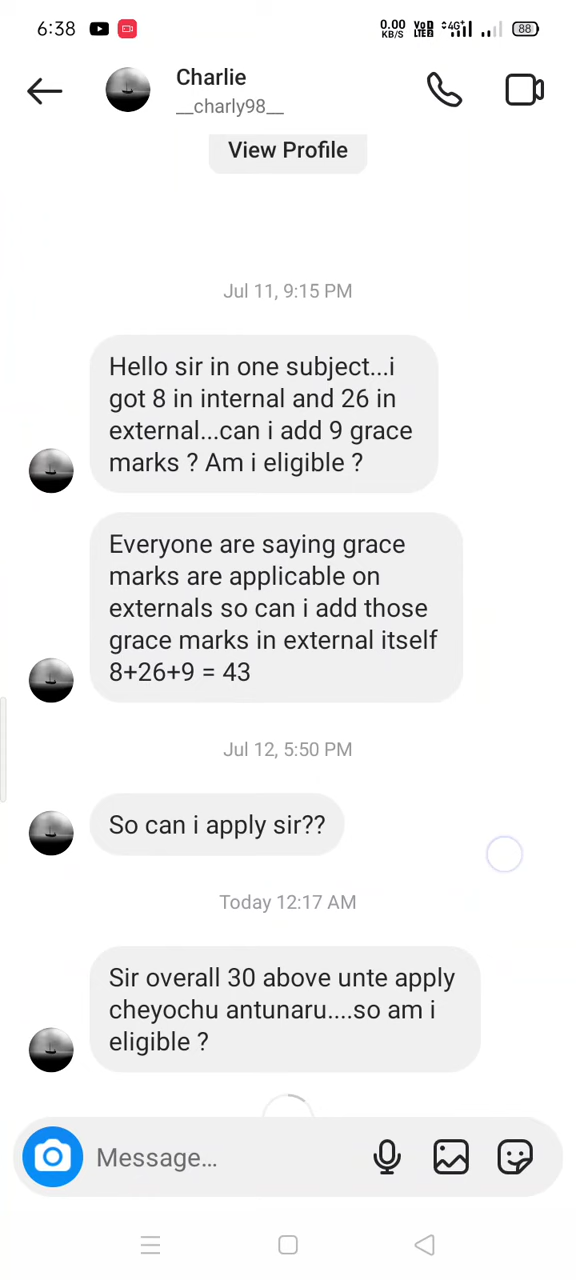 6:38
0.00
KB/S
VoD
LTE2
4G+
88
Charlie
__charly98__
View Profile
Jul 11, 9:15 PM
Hello sir in one subject...i
got 8 in internal and 26 in
external...can i add 9 grace
marks ? Am i eligible ?
Everyone are saying grace
marks are applicable on
externals so can i add those
grace marks in external itself
8+26+9 = 43
Jul 12, 5:50 PM
So can i apply sir??
Today 12:17 AM
Sir overall 30 above unte apply
cheyochu antunaru....so am i
eligible ?
Message...